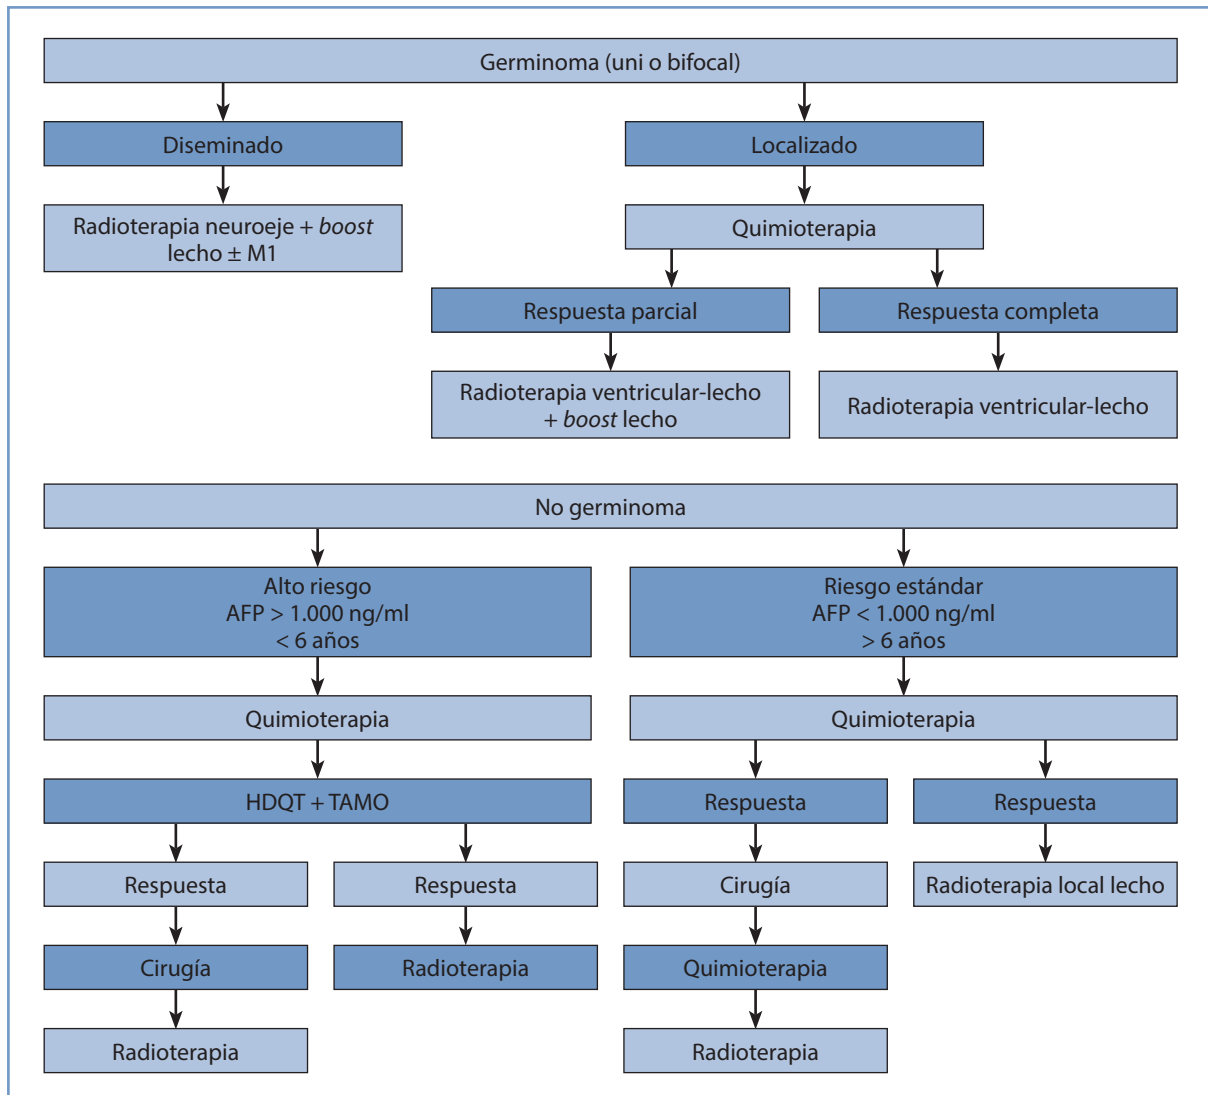 Germinoma (uni o bifocal)
Diseminado
Localizado
Radioterapia neuroeje + boost
lecho ± M1
Quimioterapia
Respuesta parcial
Respuesta completa
Radioterapia ventricular-lecho
+ boost lecho
Radioterapia ventricular-lecho
No germinoma
Alto riesgo
AFP > 1.000 ng/ml
< 6 años
Riesgo estándar
AFP < 1.000 ng/ml
> 6 años
Quimioterapia
Quimioterapia
HDQT + TAMO
Respuesta
Respuesta
Respuesta
Respuesta
Cirugía
Radioterapia local lecho
Cirugía
Radioterapia
Quimioterapia
Radioterapia
Radioterapia